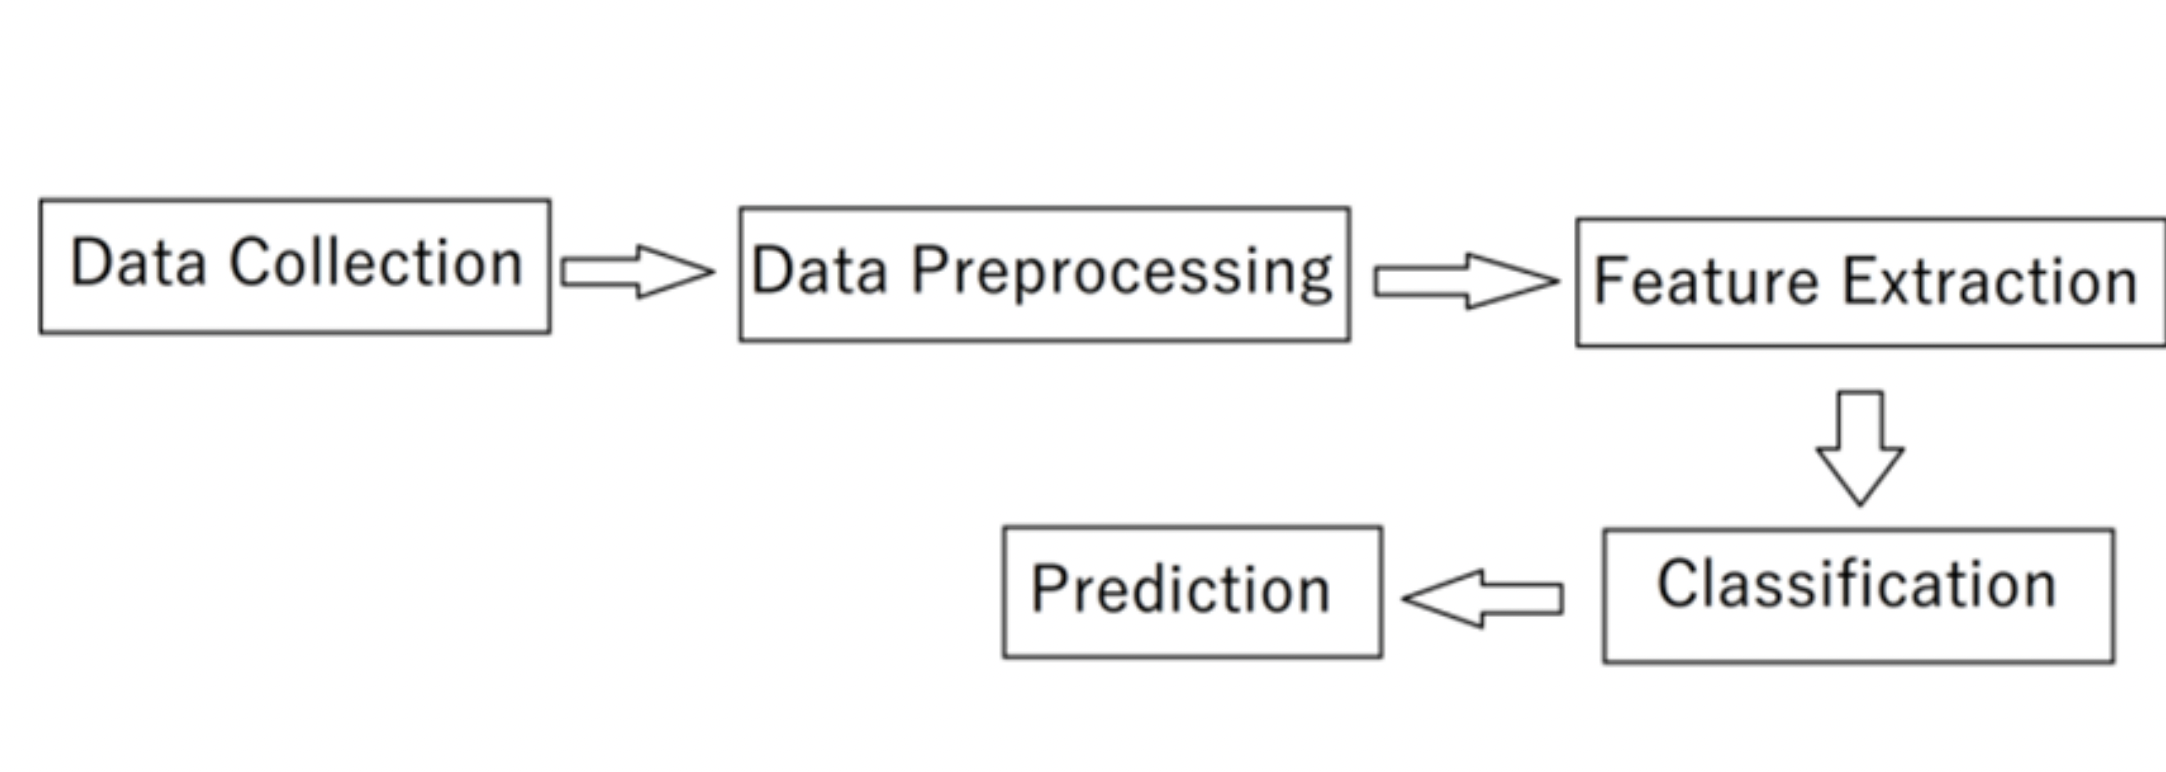 Data Collection
Data Preprocessing
Feature Extraction
Classification
Prediction